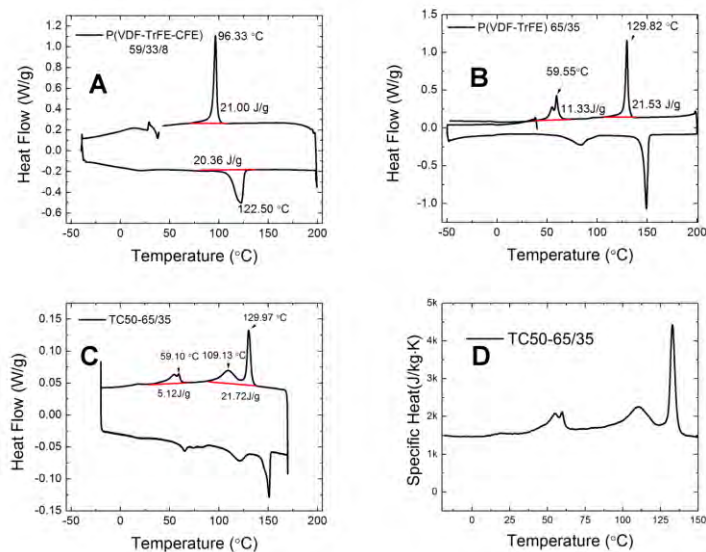 P(VDF-TrFE-CFE)
59/33/8
96.33 °C
A
21.00 J/g
20.36 J/g
122.50 °C
1.2
1.0
0.8
0.6
0.4
0.2
0.0
-0.2
-0.4
-0.6
Heat Flow (W/g)
-50 0 50 100 150 200
Temperature (°C)
P(VDF-TrFE) 65/35
129.82 °C
B
59.55°C
11.33J/g
21.53 J/g
1.5
1.0
0.5
0.0
-0.5
-1.0
Heat Flow (W/g)
-50 0 50 100 150 200
Temperature (°C)
TC50-65/35
129.97 °C
C
59.10 °C
109.13 °C
5.12J/g
21.72J/g
0.15
0.10
0.05
0.00
-0.05
-0.10
-0.15
Heat Flow (W/g)
0 50 100 150 200
Temperature (°C)
TC50-65/35
D
5k
4k
3k
2k
1k
0
Specific Heat(J/kg·K)
0 25 50 75 100 125 150
Temperature (°C)